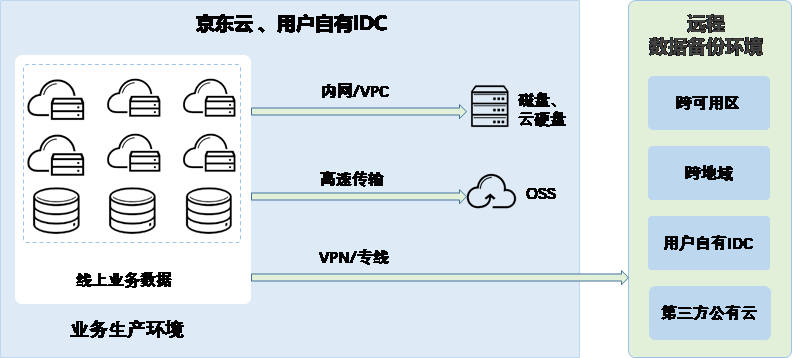 京东云 、用户自有IDC
内网/VPC
磁盘、
云硬盘
高速传输
OSS
VPN/专线
线上业务数据
业务生产环境
远程
数据备份环境
跨可用区
跨地域
用户自有IDC
第三方公有云